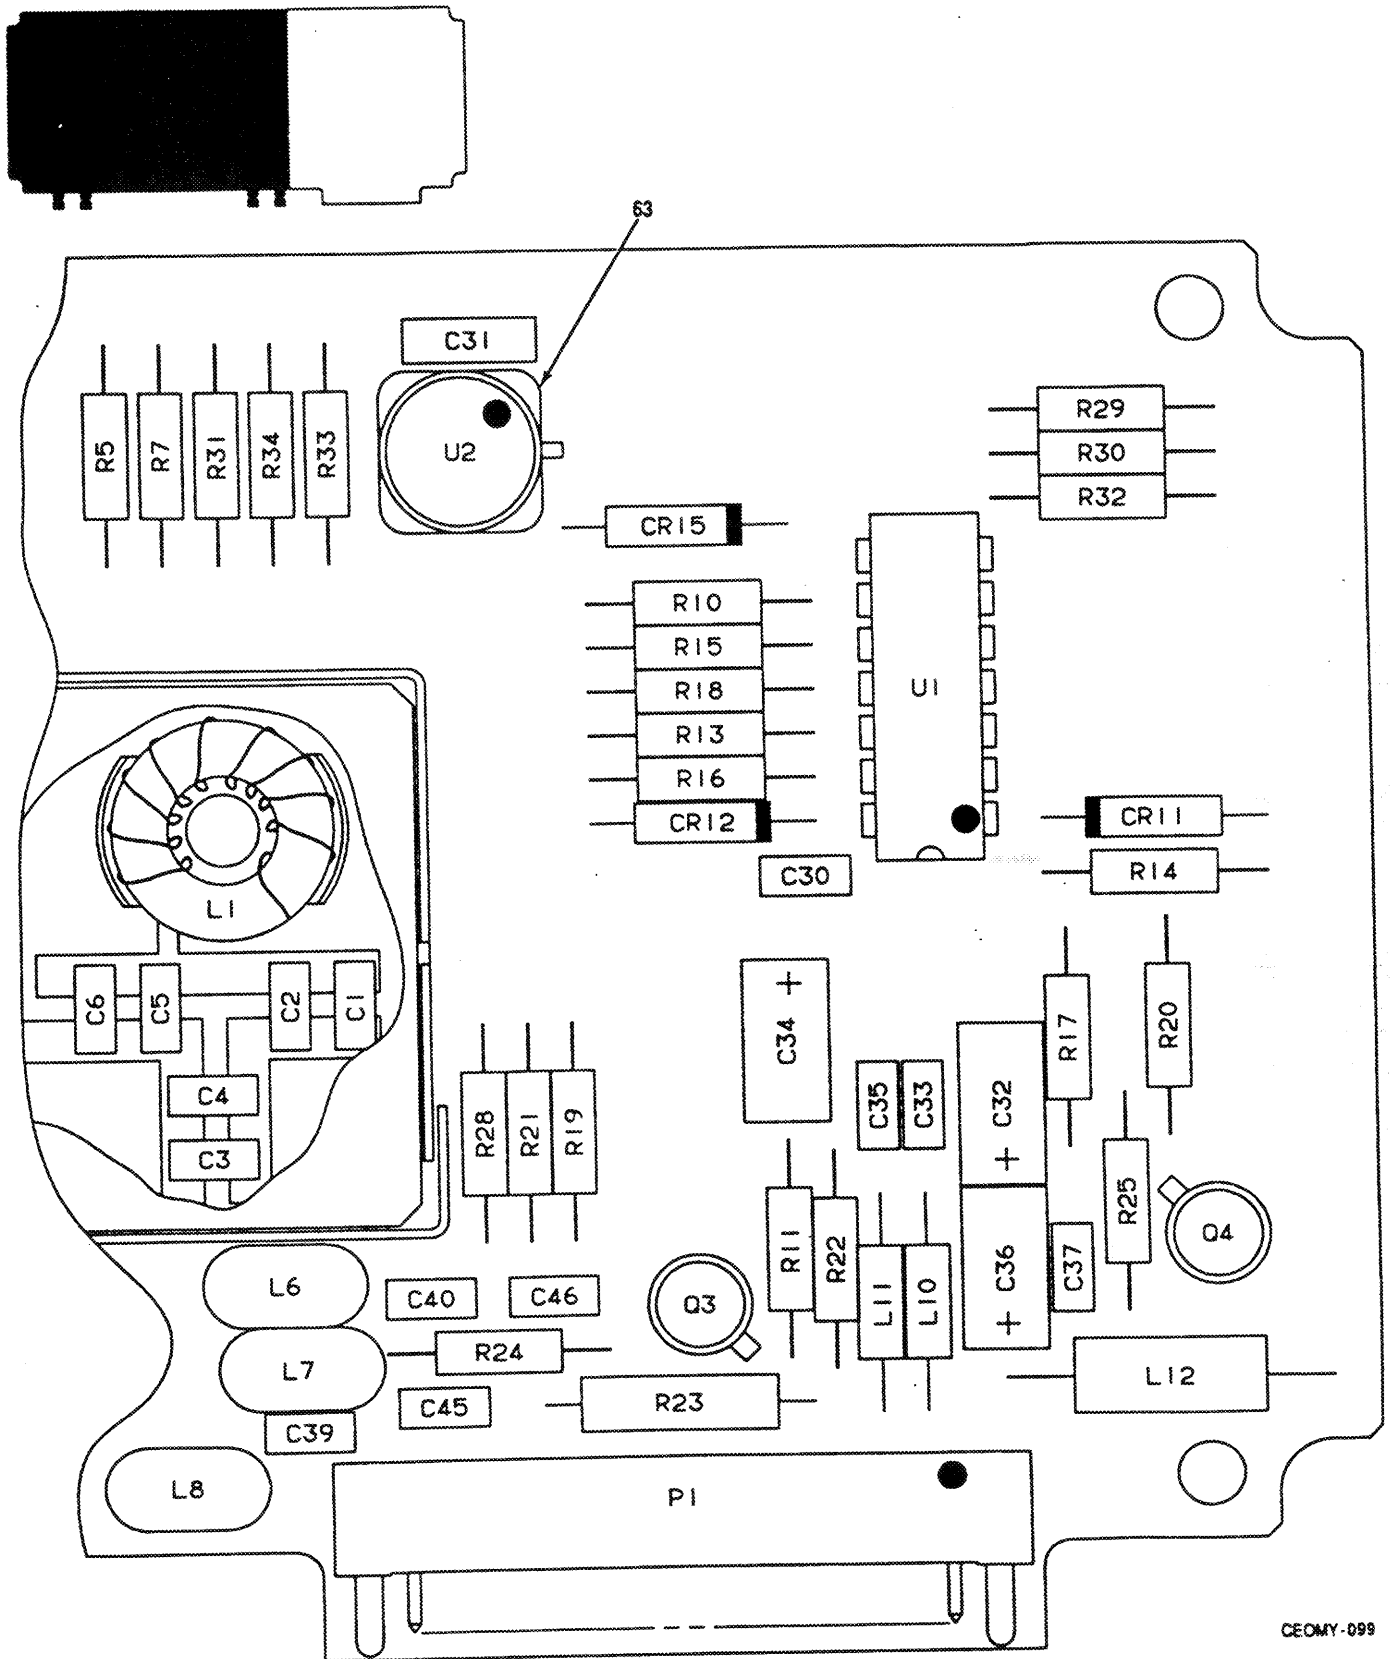 63
C31
R5
R7
R31
R34
R33
U2
R29
R30
R32
CR15
R10
R15
R18
R13
R16
CR12
U1
CR11
R14
C30
L1
C6
C5
C2
C1
C4
C3
C34
+
C35
C33
C32
+
R17
R20
R28
R21
R19
R11
R22
L11
L10
C36
+
C37
R25
Q4
L6
C40
C46
Q3
L7
R24
C45
R23
L12
C39
L8
P1
CEOMY-099